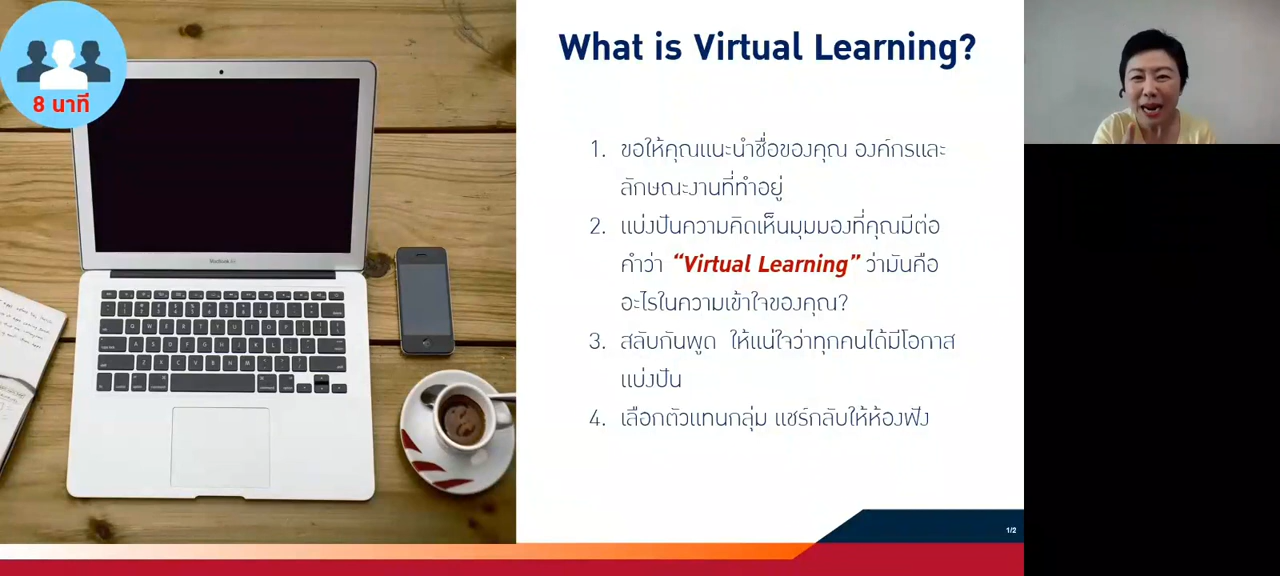 8 นาที
What is Virtual Learning?
1. ขอให้คุณแนะนำชื่อของคุณ องค์กรและ
ลักษณะงานที่ทำอยู่
2. แบ่งปันความคิดเห็นมุมมองที่คุณมีต่อ
คำว่า “Virtual Learning” ว่ามันคือ
อะไรในความเข้าใจของคุณ?
3. สลับกันพูด ให้แน่ใจว่าทุกคนได้มีโอกาส
แบ่งปัน
4. เลือกตัวแทนกลุ่ม แชร์กลับให้ห้องฟัง
1/2